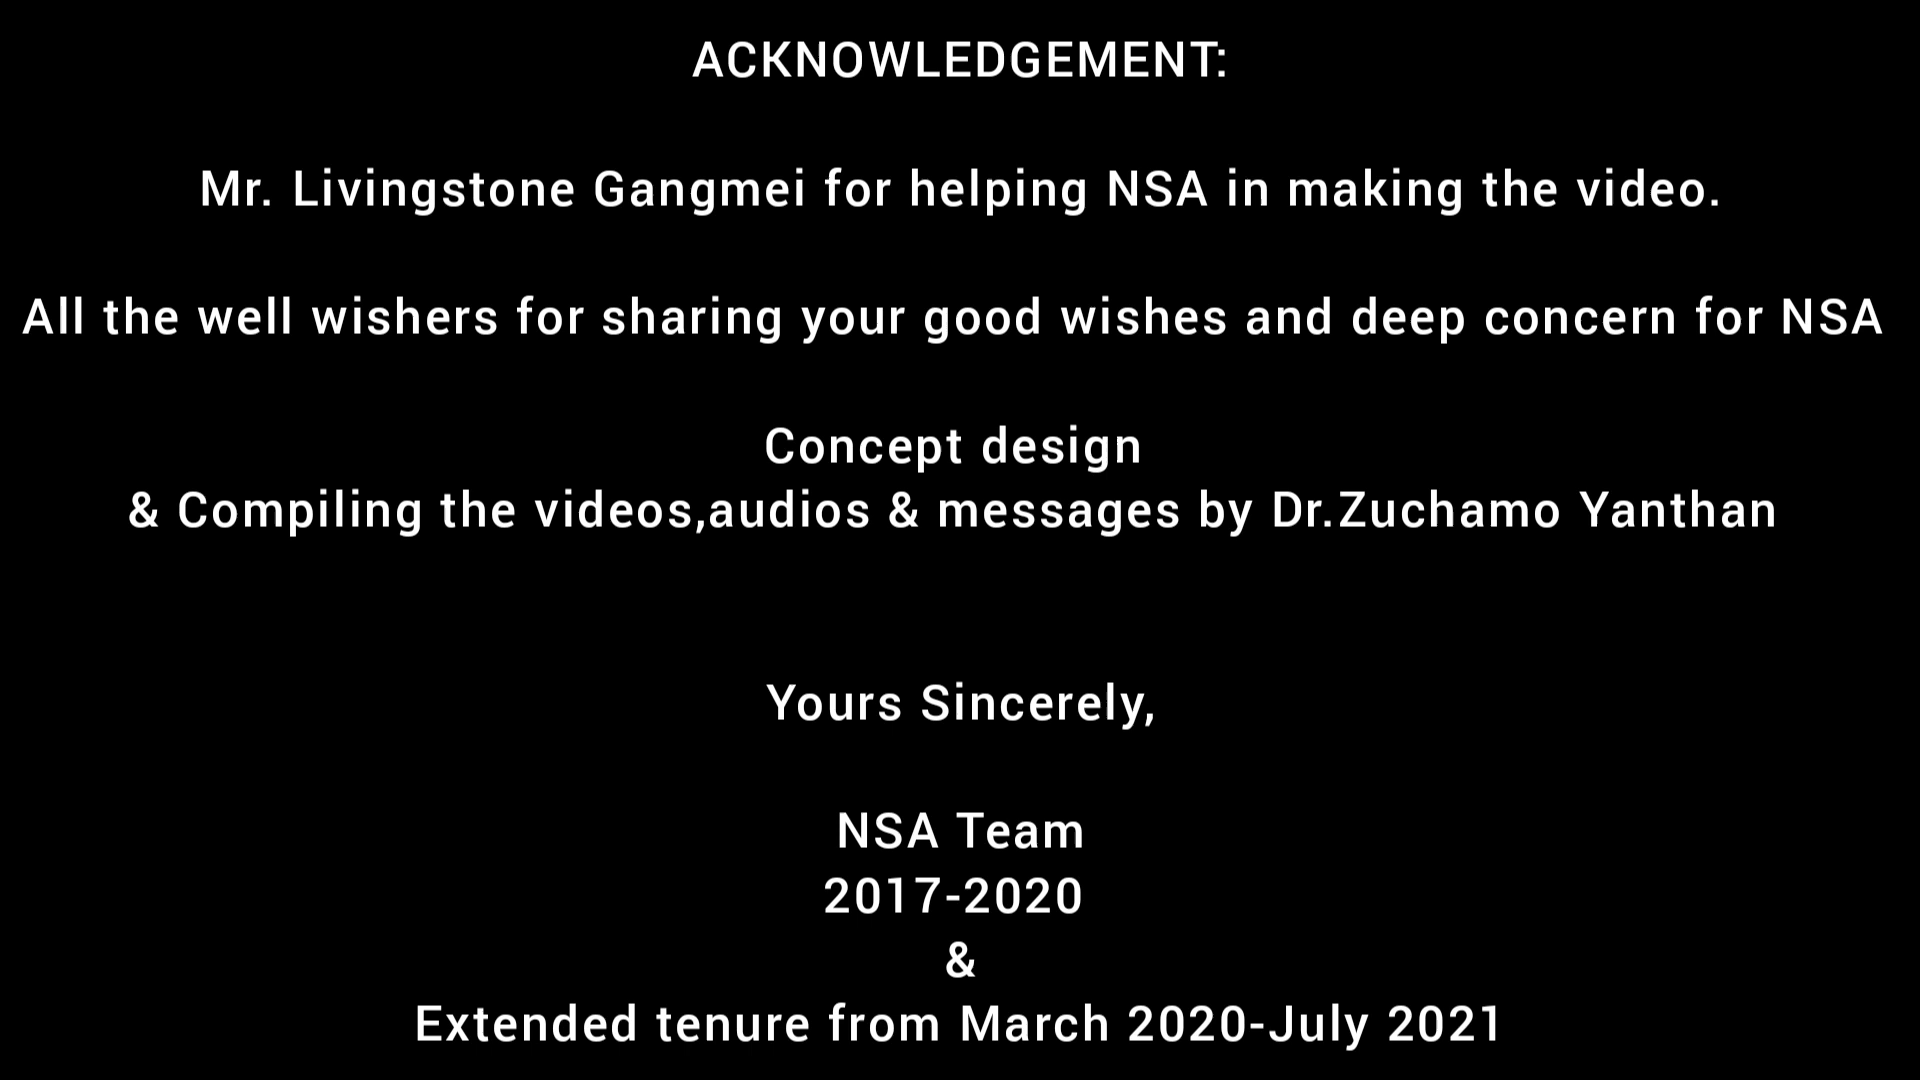 ACKNOWLEDGEMENT:
Mr. Livingstone Gangmei for helping NSA in making the video.
All the well wishers for sharing your good wishes and deep concern for NSA
Concept design
& Compiling the videos,audios & messages by Dr.Zuchamo Yanthan
Yours Sincerely,
NSA Team
2017-2020
&
Extended tenure from March 2020-July 2021